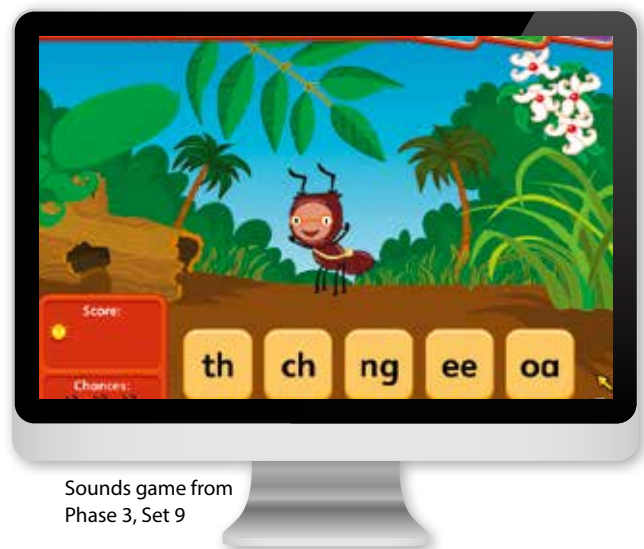 Score:
Chances:
th ch ng ee oa
Sounds game from
Phase 3, Set 9